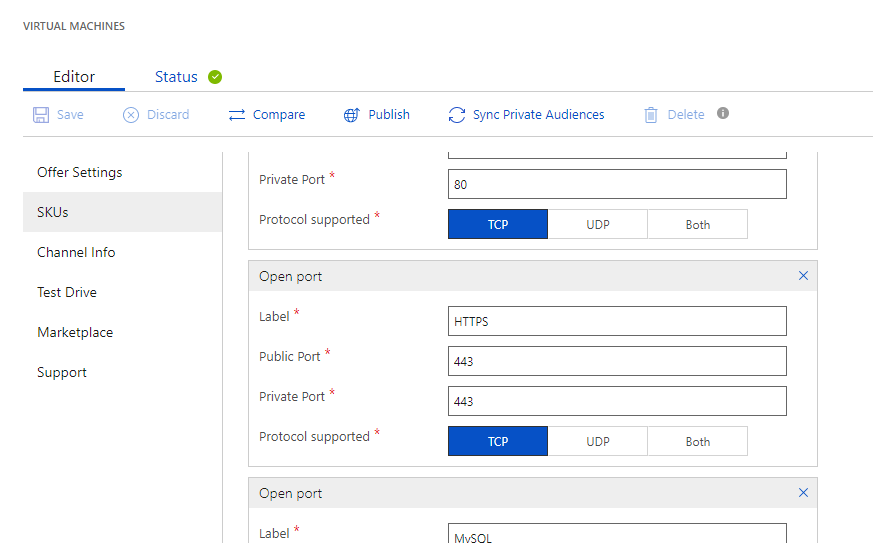 VIRTUAL MACHINES
Editor Status
Save Discard Compare Publish Sync Private Audiences Delete
Offer Settings
SKUs
Channel Info
Test Drive
Marketplace
Support
Private Port * 80
Protocol supported * TCP UDP Both
Open port
Label * HTTPS
Public Port * 443
Private Port * 443
Protocol supported * TCP UDP Both
Open port
Label * MySQL